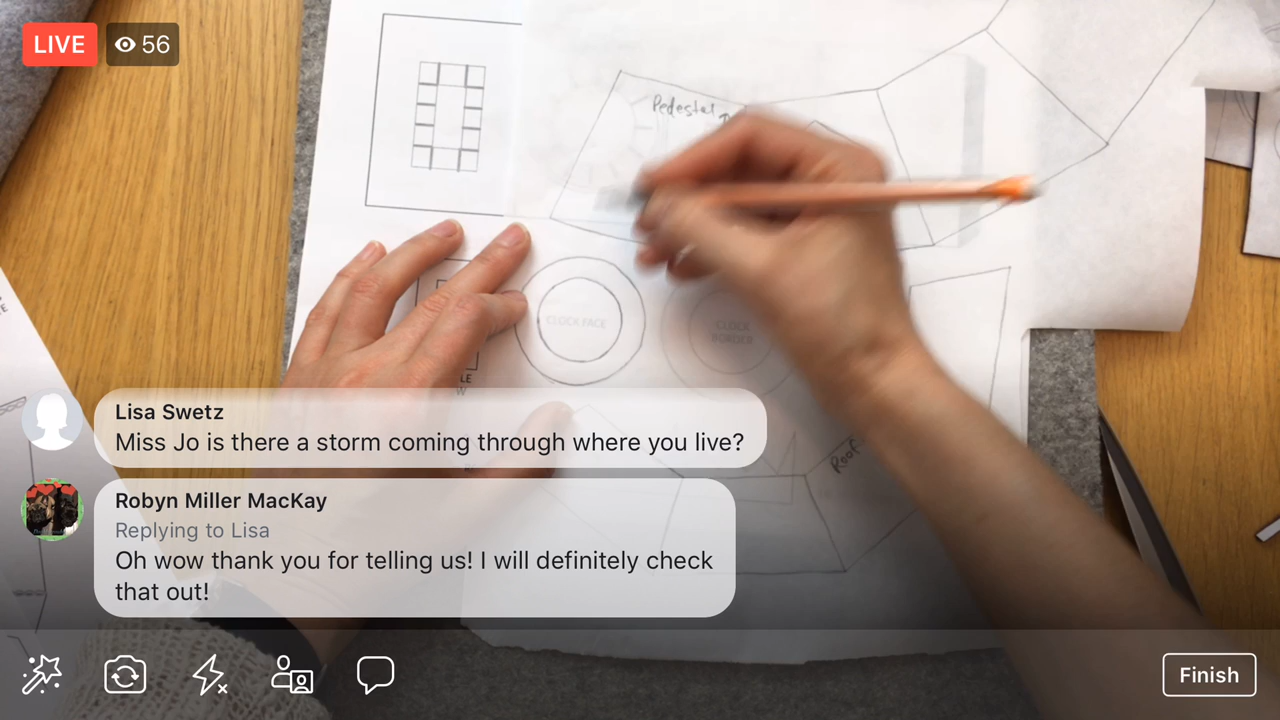 LIVE
56
Pedestal
CLOCK FACE
CLOCK
BORDER
LE
W
Roof
Lisa Swetz
Miss Jo is there a storm coming through where you live?
Robyn Miller MacKay
Replying to Lisa
Oh wow thank you for telling us! I will definitely check
that out!
Finish